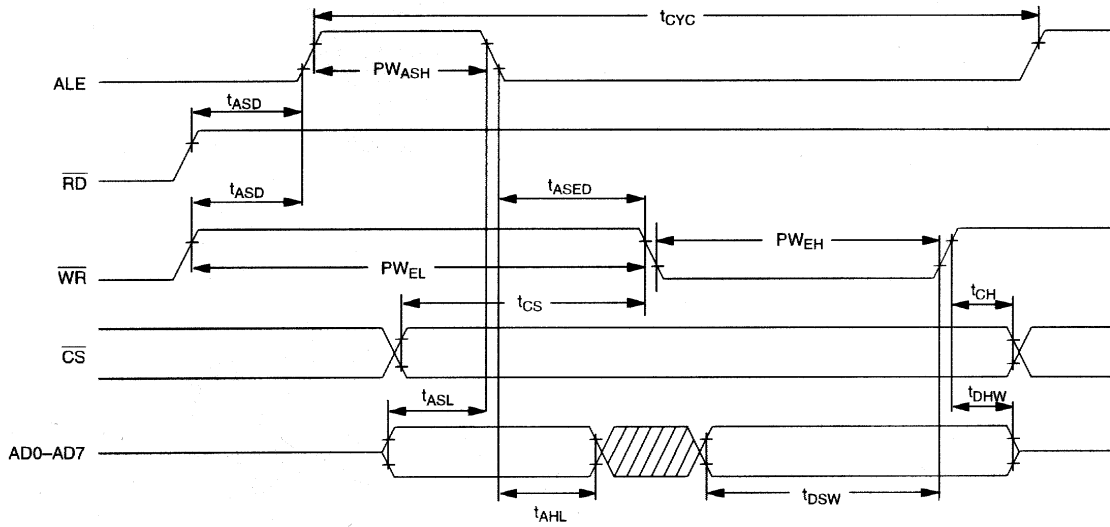 tCYC
ALE
PWASH
tASD
RD
tASD
tASED
WR
PWEL
PWEH
tCS
tCH
CS
tASL
tDHW
AD0–AD7
tAHL
tDSW